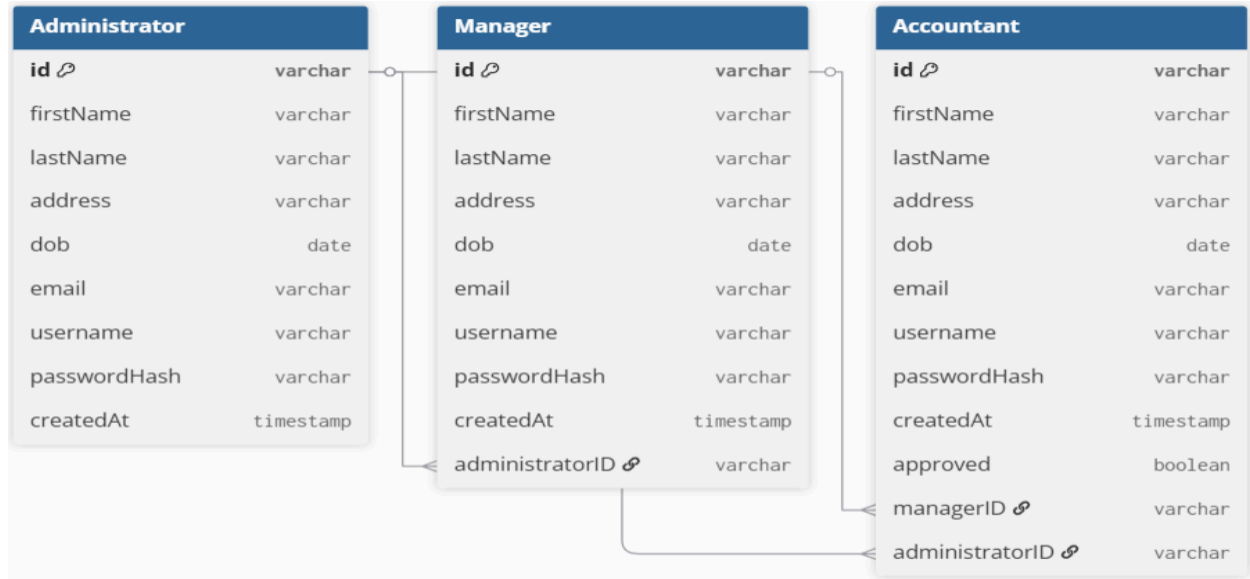 Administrator
id varchar
firstName varchar
lastName varchar
address varchar
dob date
email varchar
username varchar
passwordHash varchar
createdAt timestamp
Manager
id varchar
firstName varchar
lastName varchar
address varchar
dob date
email varchar
username varchar
passwordHash varchar
createdAt timestamp
administratorID varchar
Accountant
id varchar
firstName varchar
lastName varchar
address varchar
dob date
email varchar
username varchar
passwordHash varchar
createdAt timestamp
approved boolean
managerID varchar
administratorID varchar